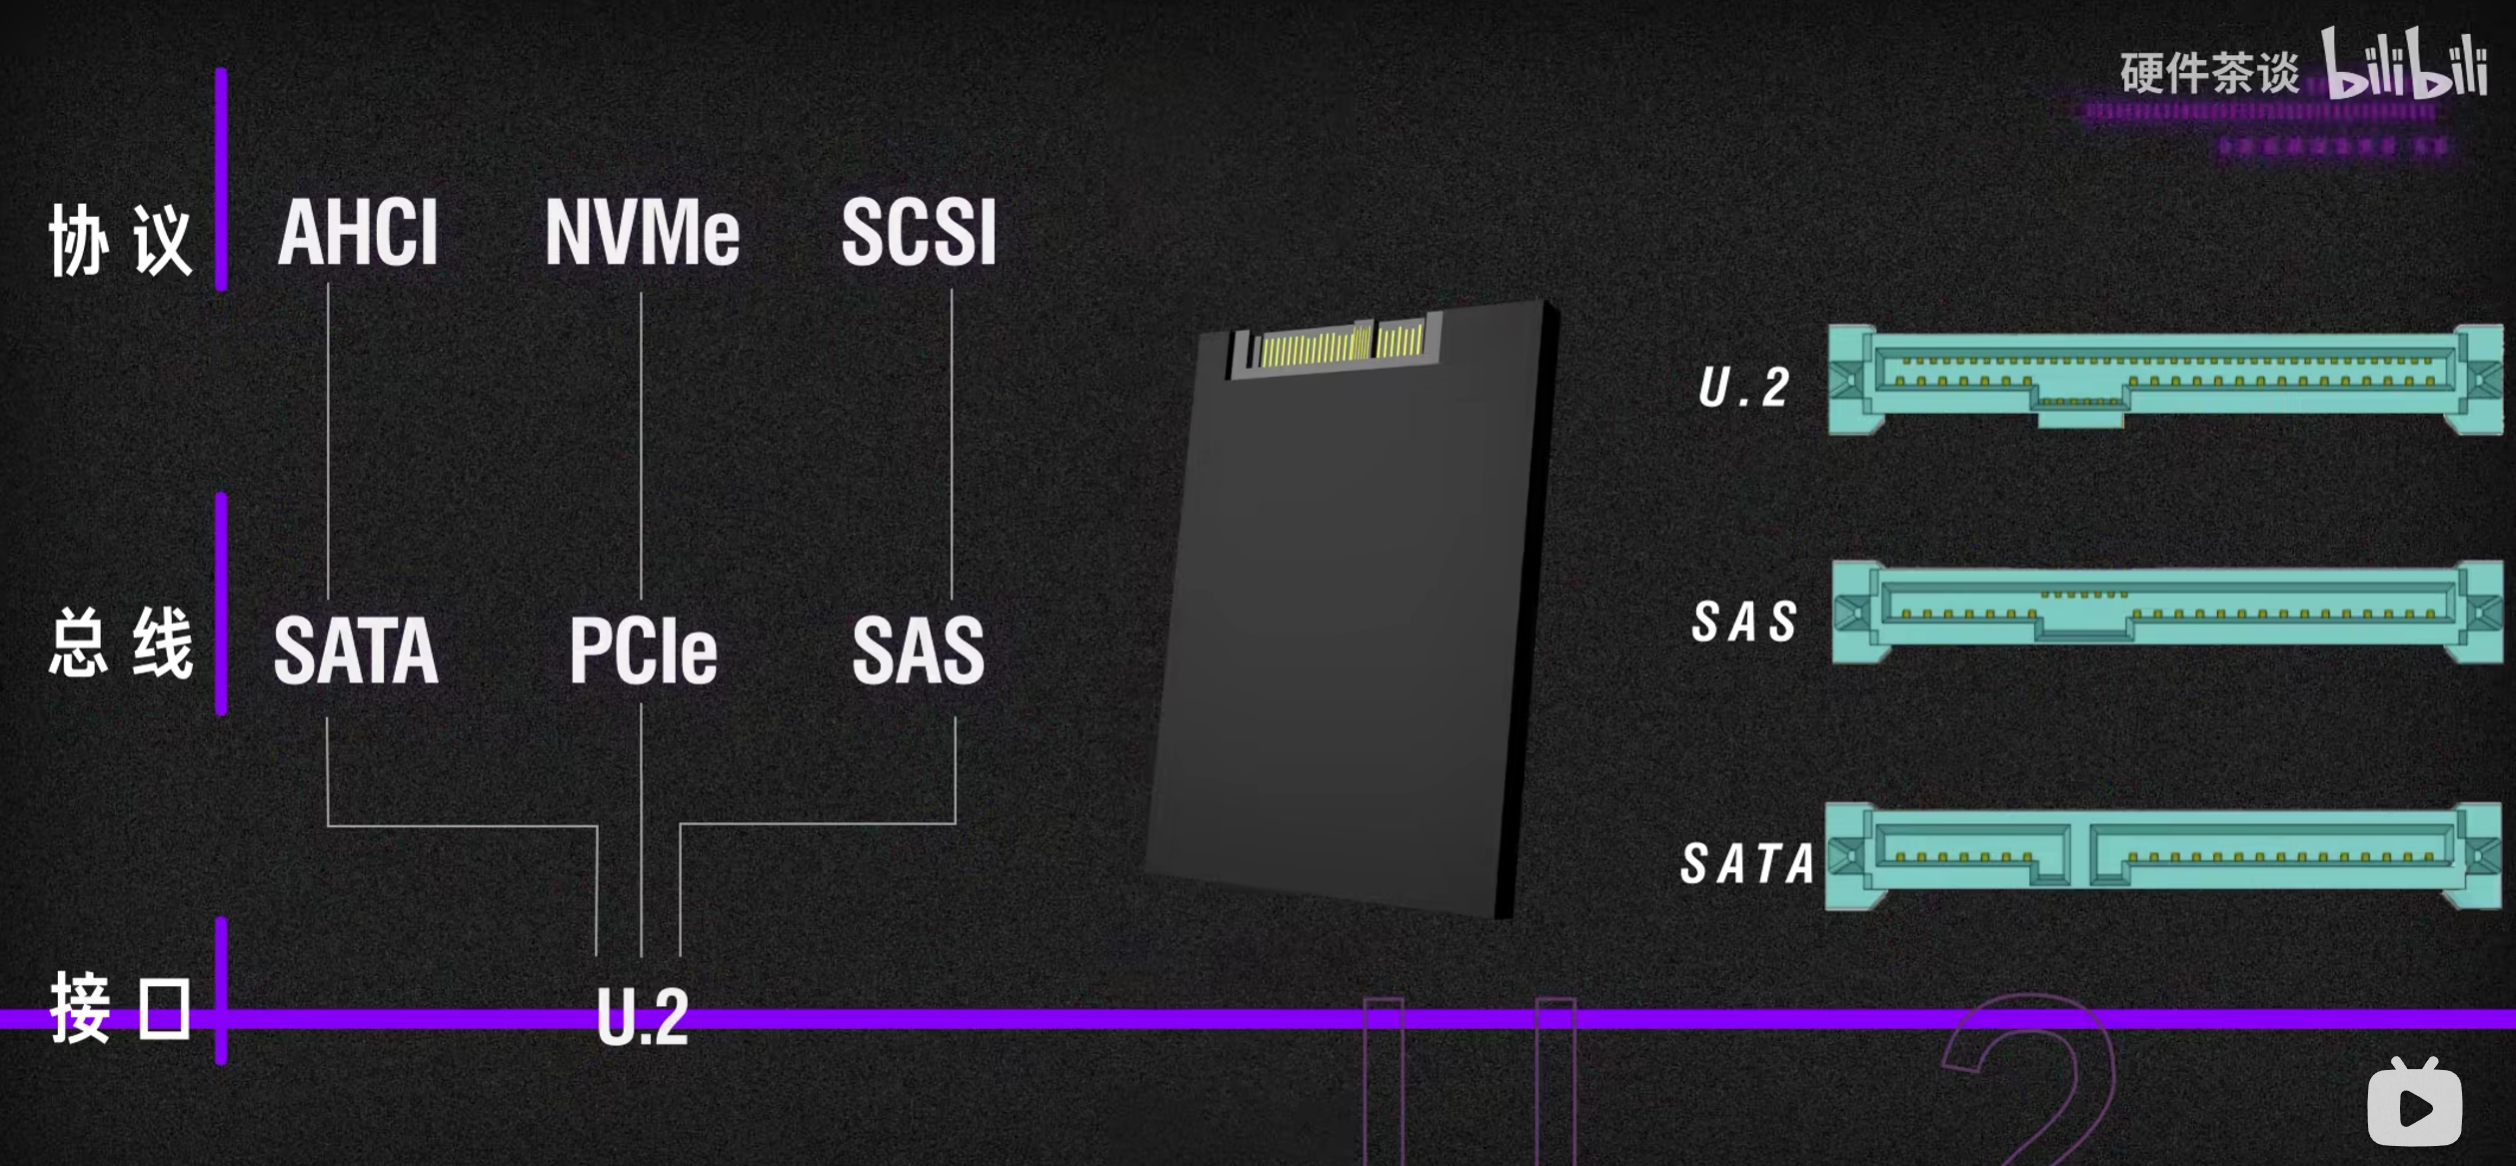 硬件茶谈 bilibili
协议 AHCI NVMe SCSI
U.2
SAS
总线 SATA PCIe SAS
SATA
接口 U.2
U 2